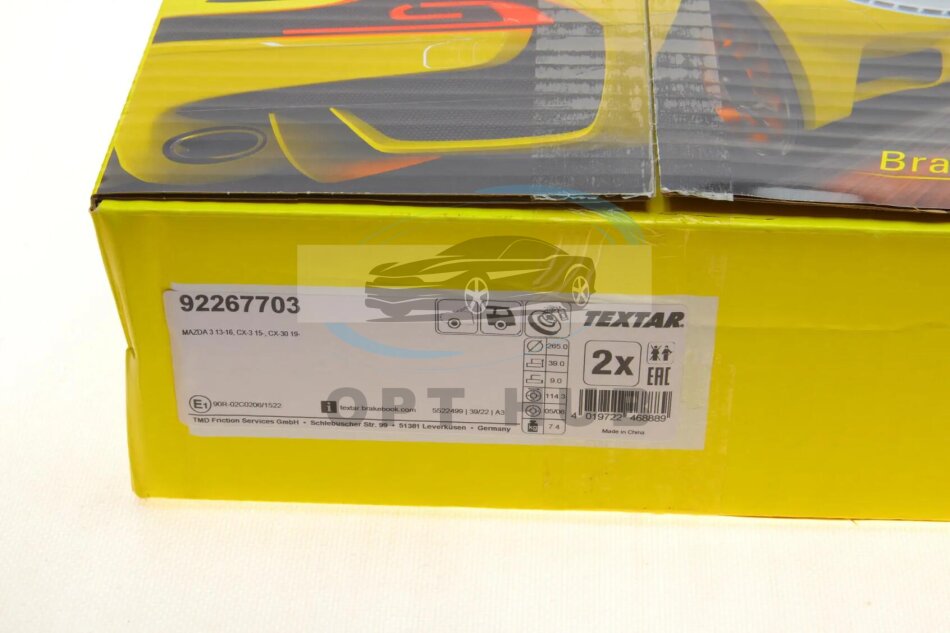 Bra
92267703
TEXTAR
MAZDA 3 13-16, CX-3 15-, CX-30 19-
265.0
39.0
9.0
114.3
05/06
7.4
2x
EAC
E1 90R-02C0206/1522
i textar brakebook.com
5522499 | 39/22 | A3
TMD Friction Services GmbH • Schlebuscher Str. 99 • 51381 Leverkusen • Germany
4 019722 468889
Made in China
OPT HUB